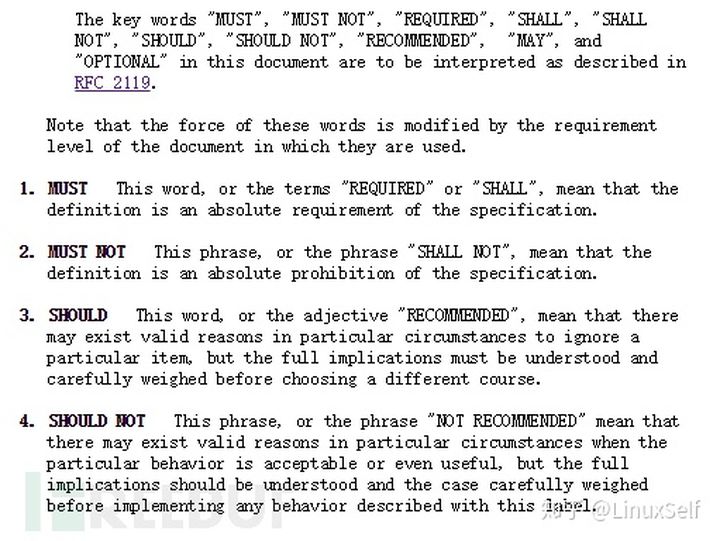 The key words "MUST", "MUST NOT", "REQUIRED", "SHALL", "SHALL
NOT", "SHOULD", "SHOULD NOT", "RECOMMENDED", "MAY", and
"OPTIONAL" in this document are to be interpreted as described in
RFC 2119.
Note that the force of these words is modified by the requirement
level of the document in which they are used.
1. MUST This word, or the terms "REQUIRED" or "SHALL", mean that the
definition is an absolute requirement of the specification.
2. MUST NOT This phrase, or the phrase "SHALL NOT", mean that the
definition is an absolute prohibition of the specification.
3. SHOULD This word, or the adjective "RECOMMENDED", mean that there
may exist valid reasons in particular circumstances to ignore a
particular item, but the full implications must be understood and
carefully weighed before choosing a different course.
4. SHOULD NOT This phrase, or the phrase "NOT RECOMMENDED" mean that
there may exist valid reasons in particular circumstances when the
particular behavior is acceptable or even useful, but the full
implications should be understood and the case carefully weighed
before implementing any behavior described with this label.
知乎 @LinuxSelf